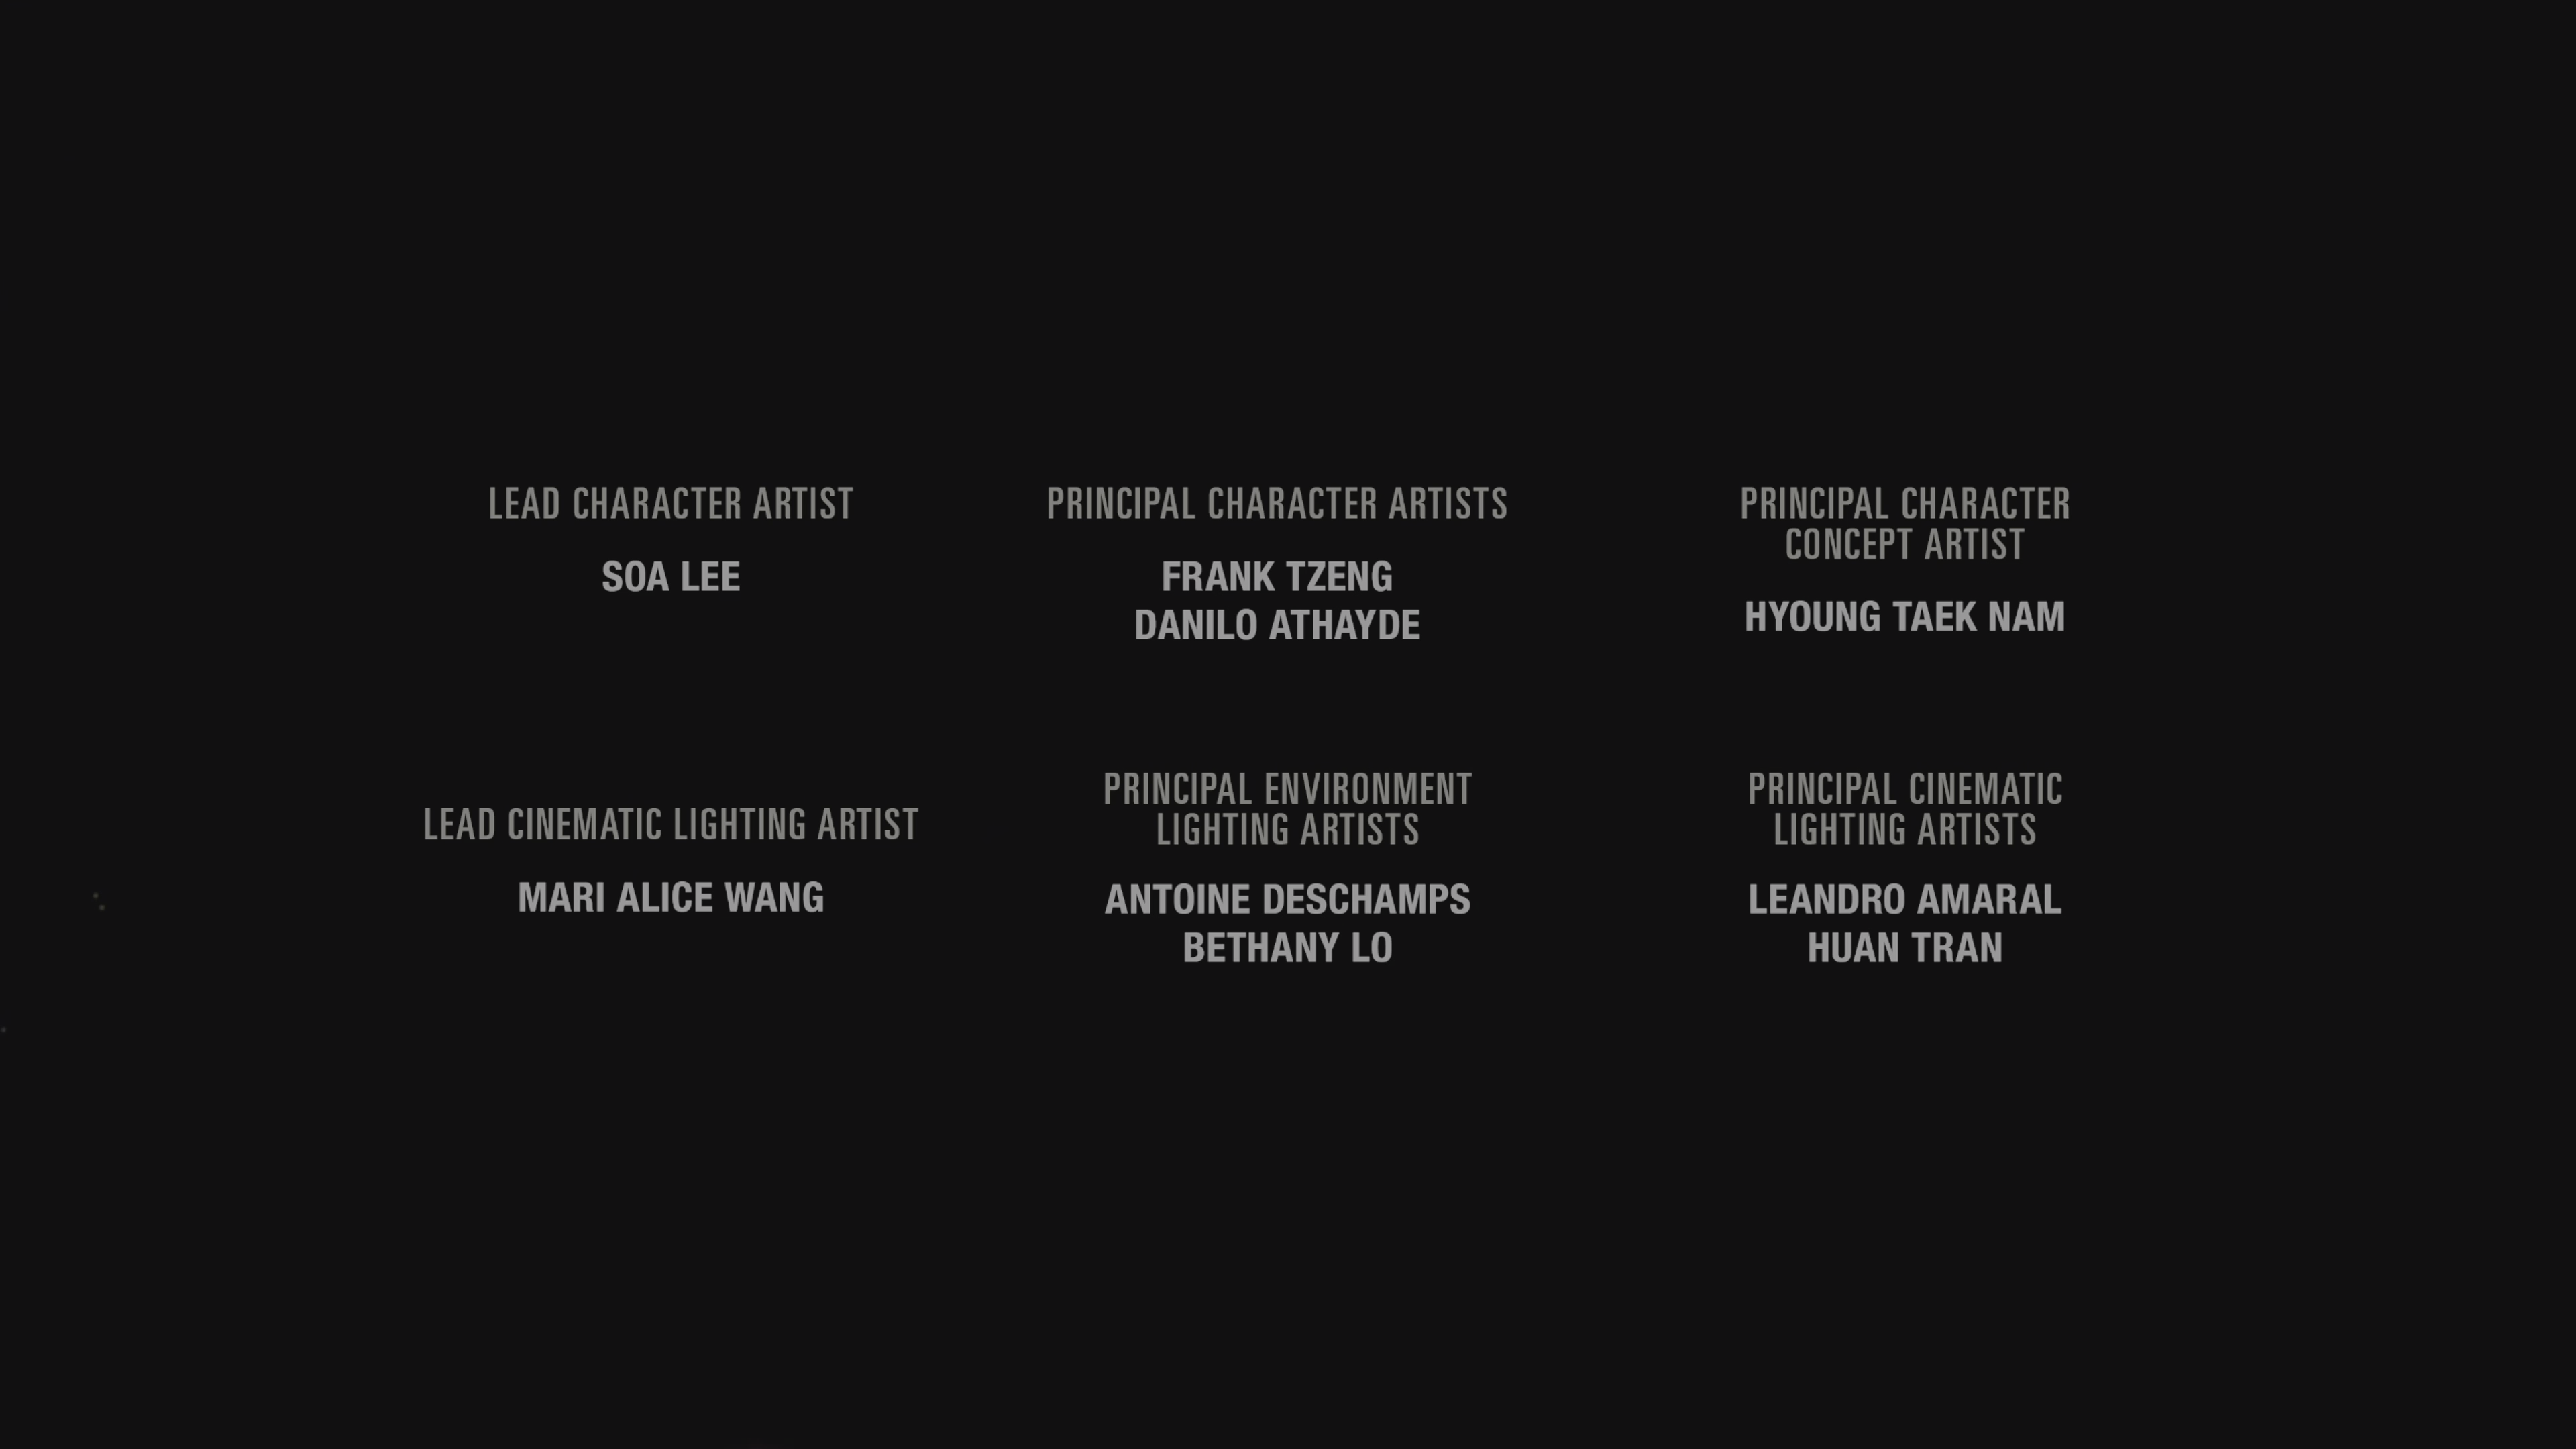 LEAD CHARACTER ARTIST
SOA LEE
PRINCIPAL CHARACTER ARTISTS
FRANK TZENG
DANILO ATHAYDE
PRINCIPAL CHARACTER
CONCEPT ARTIST
HYOUNG TAEK NAM
LEAD CINEMATIC LIGHTING ARTIST
MARI ALICE WANG
PRINCIPAL ENVIRONMENT
LIGHTING ARTISTS
ANTOINE DESCHAMPS
BETHANY LO
PRINCIPAL CINEMATIC
LIGHTING ARTISTS
LEANDRO AMARAL
HUAN TRAN